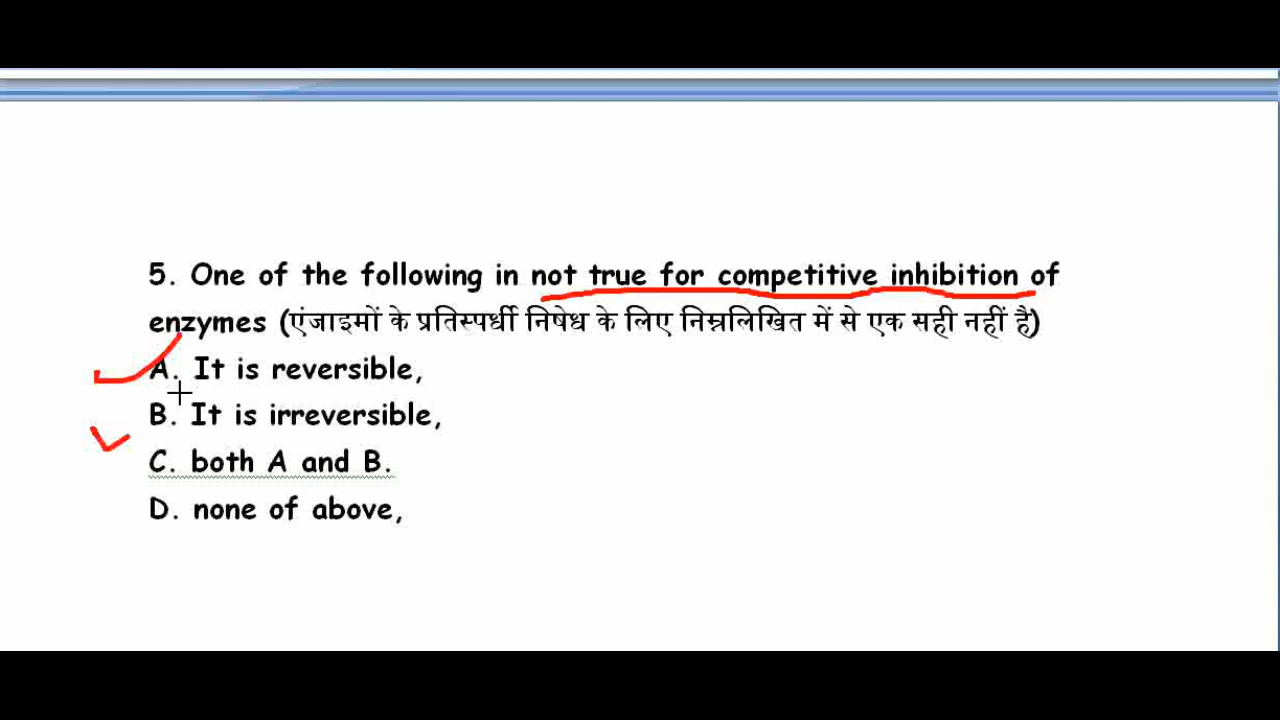 5. One of the following in not true for competitive inhibition of
enzymes (एंजाइमों के प्रतिस्पर्धी निषेध के लिए निम्नलिखित में से एक सही नहीं है)
A. It is reversible,
B. It is irreversible,
C. both A and B.
D. none of above,